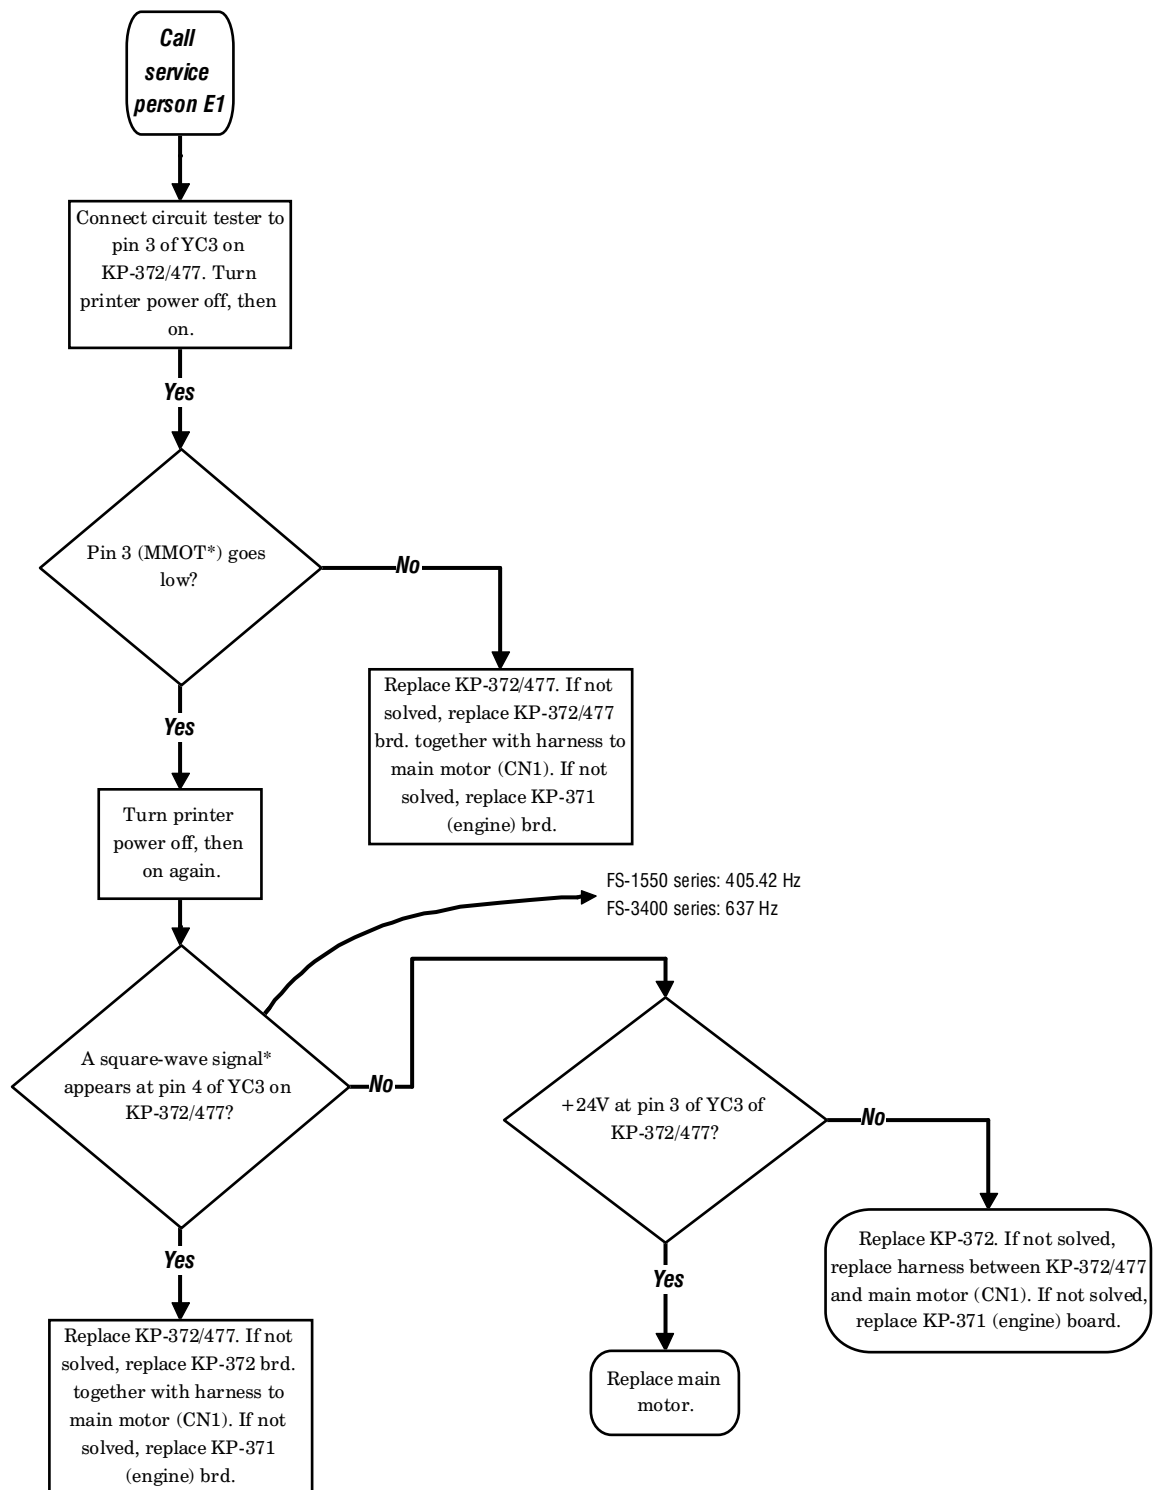 Call
service
person E1
Connect circuit tester to
pin 3 of YC3 on
KP-372/477. Turn
printer power off, then
on.
Yes
Pin 3 (MMOT*) goes
low?
No
Replace KP-372/477. If not
solved, replace KP-372/477
brd. together with harness to
main motor (CN1). If not
solved, replace KP-371
(engine) brd.
Yes
Turn printer
power off, then
on again.
FS-1550 series: 405.42 Hz
FS-3400 series: 637 Hz
A square-wave signal*
appears at pin 4 of YC3 on
KP-372/477?
No
+24V at pin 3 of YC3 of
KP-372/477?
No
Replace KP-372. If not solved,
replace harness between KP-372/477
and main motor (CN1). If not solved,
replace KP-371 (engine) board.
Yes
Replace main
motor.
Yes
Replace KP-372/477. If not
solved, replace KP-372 brd.
together with harness to
main motor (CN1). If not
solved, replace KP-371
(engine) brd.